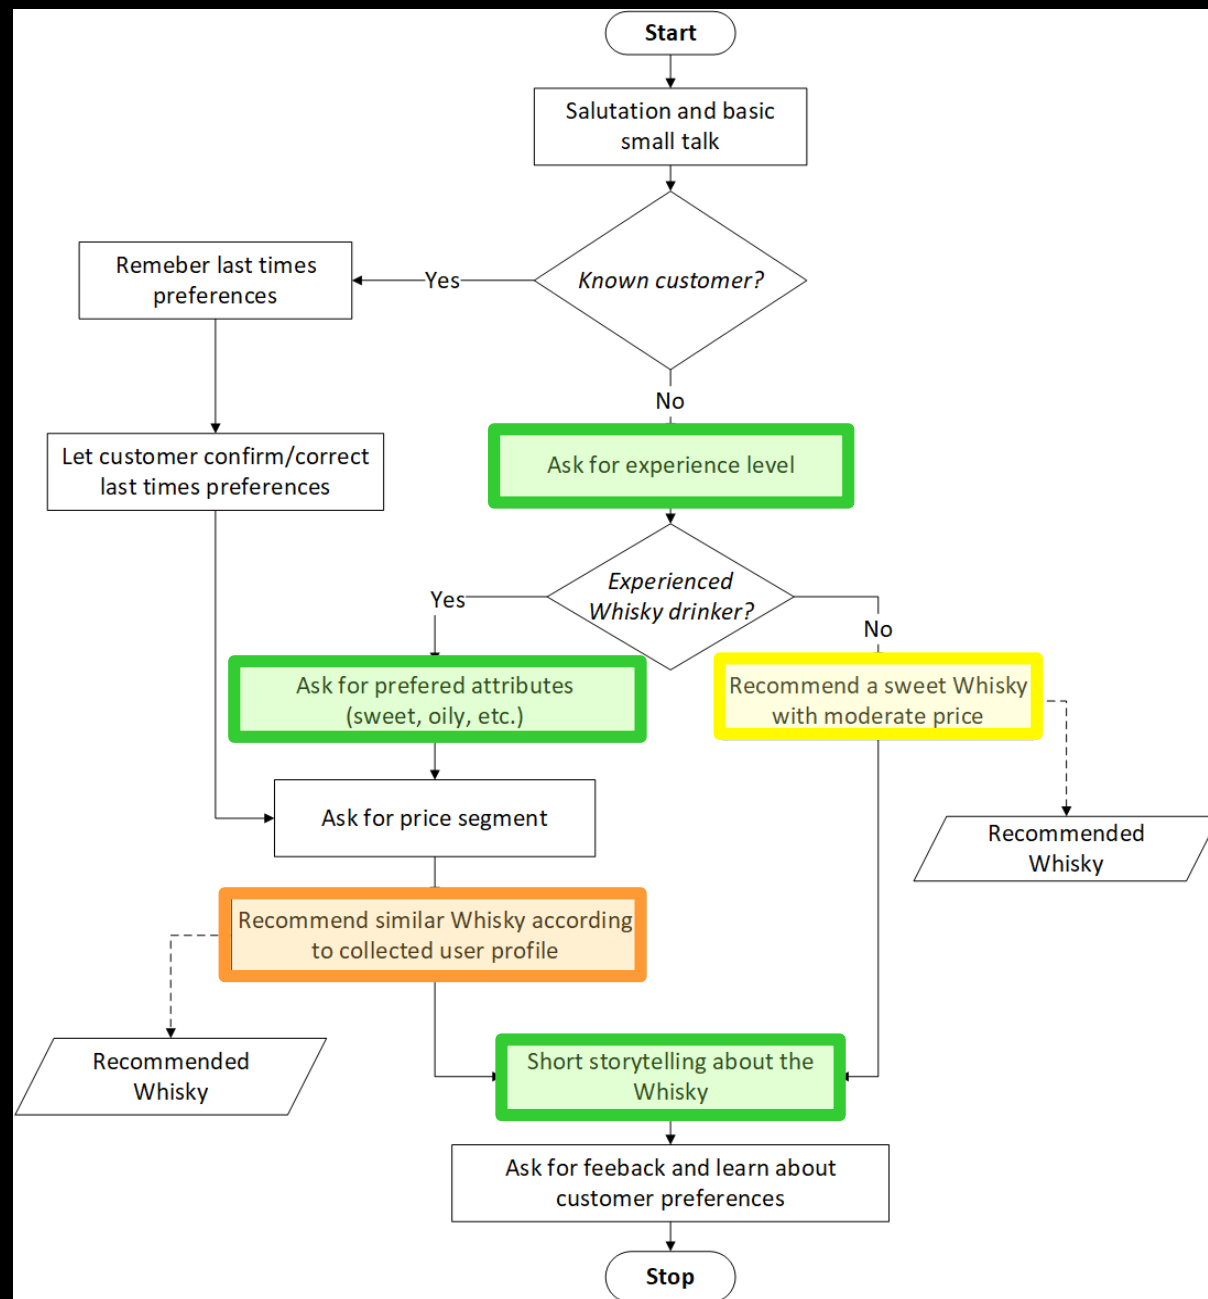 Start
Salutation and basic
small talk
Known customer?
Yes
Remeber last times
preferences
No
Let customer confirm/correct
last times preferences
Ask for experience level
Experienced
Whisky drinker?
Yes
No
Ask for prefered attributes
(sweet, oily, etc.)
Recommend a sweet Whisky
with moderate price
Ask for price segment
Recommended
Whisky
Recommend similar Whisky according
to collected user profile
Recommended
Whisky
Short storytelling about the
Whisky
Ask for feeback and learn about
customer preferences
Stop